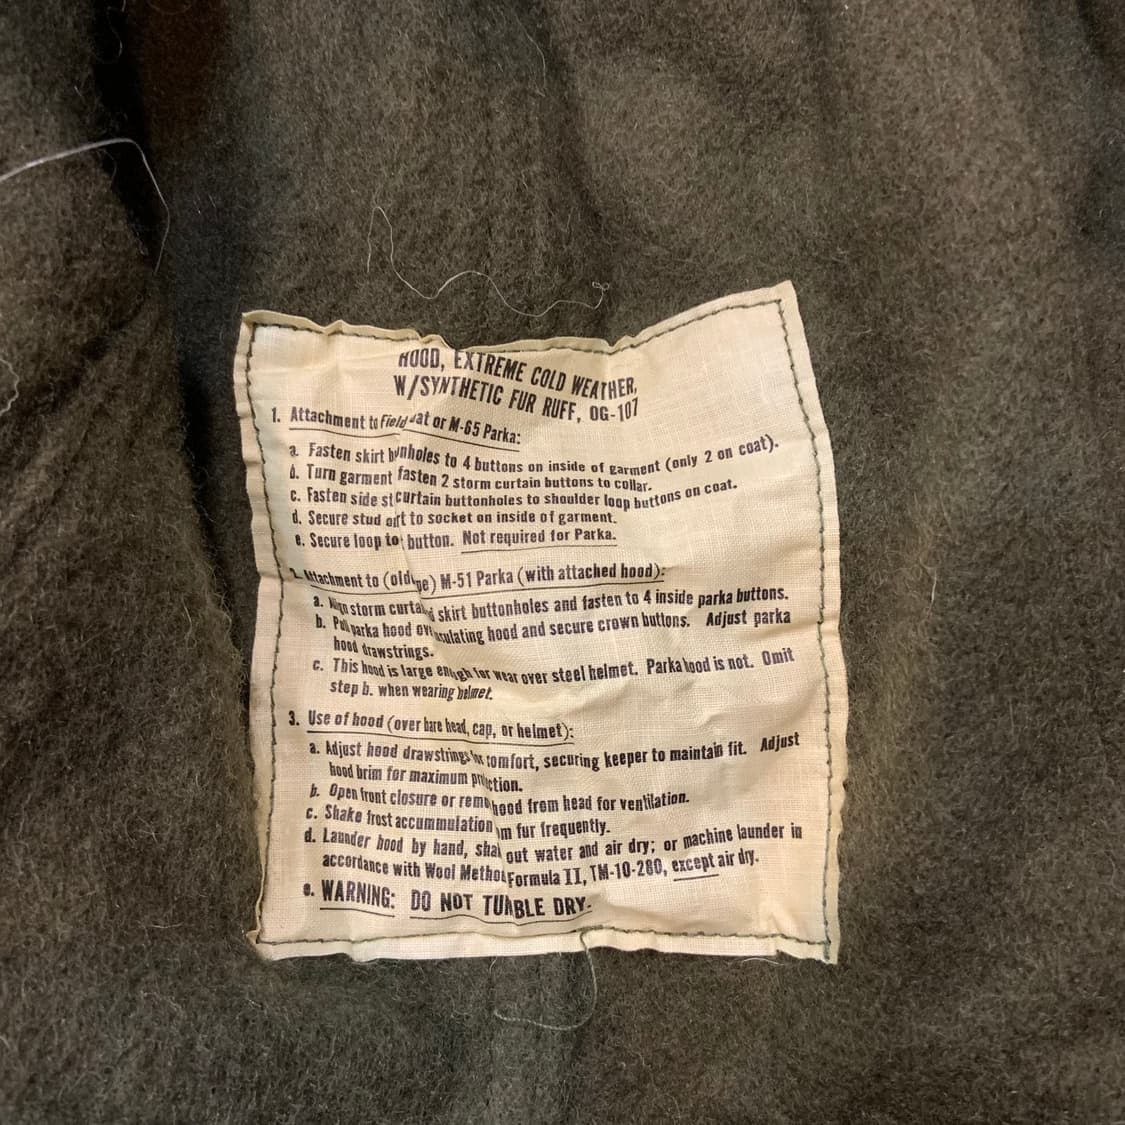 HOOD, EXTREME COLD WEATHER,
W/SYNTHETIC FUR RUFF, OG-107
1. Attachment to Field or M-65 Parka:
a. Fasten skirt to 4 buttons on inside of garment (only 2 on coat).
b. Turn garment fasten 2 storm curtain buttons to collar.
c. Fasten side curtain buttonholes to shoulder loop buttons on coat.
d. Secure stud to socket on inside of garment.
e. Secure loop to button. Not required for Parka.
2. Attachment to (old M-51 Parka (with attached hood):
a. storm skirt buttonholes and fasten to 4 inside parka buttons.
b. parka hood hood and secure crown buttons. Adjust parka
hood drawstrings.
c. This hood is large enough for wear over steel helmet. Parka hood is not. Omit
step b. when wearing helmet.
3. Use of hood (over bare head, cap, or helmet):
a. Adjust hood drawstrings for comfort, securing keeper to maintain fit. Adjust
hood brim for maximum
b. Open front closure or hood from head for ventilation.
c. Shake frost accummulation fur frequently.
d. Launder hood by hand, out water and air dry; or machine launder in
accordance with Wool Formula II, TM-10-280, except air dry.
e. WARNING: DO NOT TUMBLE DRY.